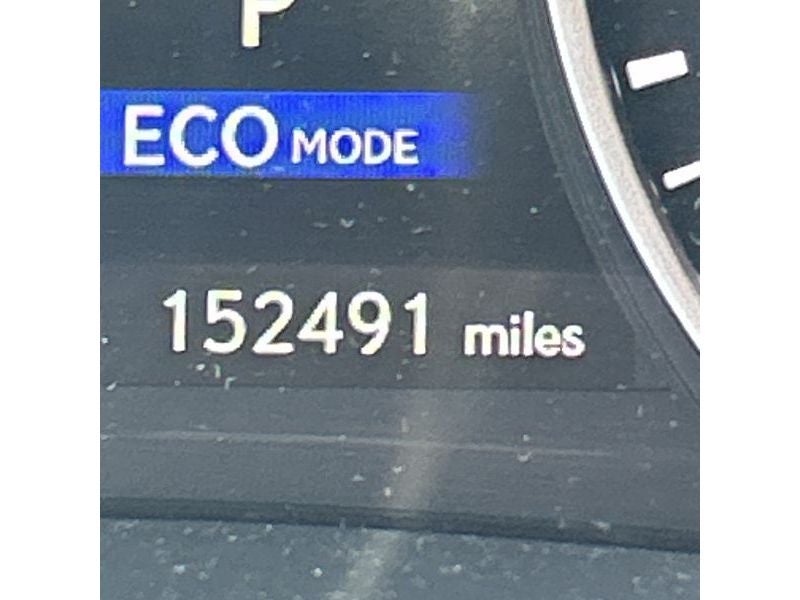 P
ECO MODE
152491 miles